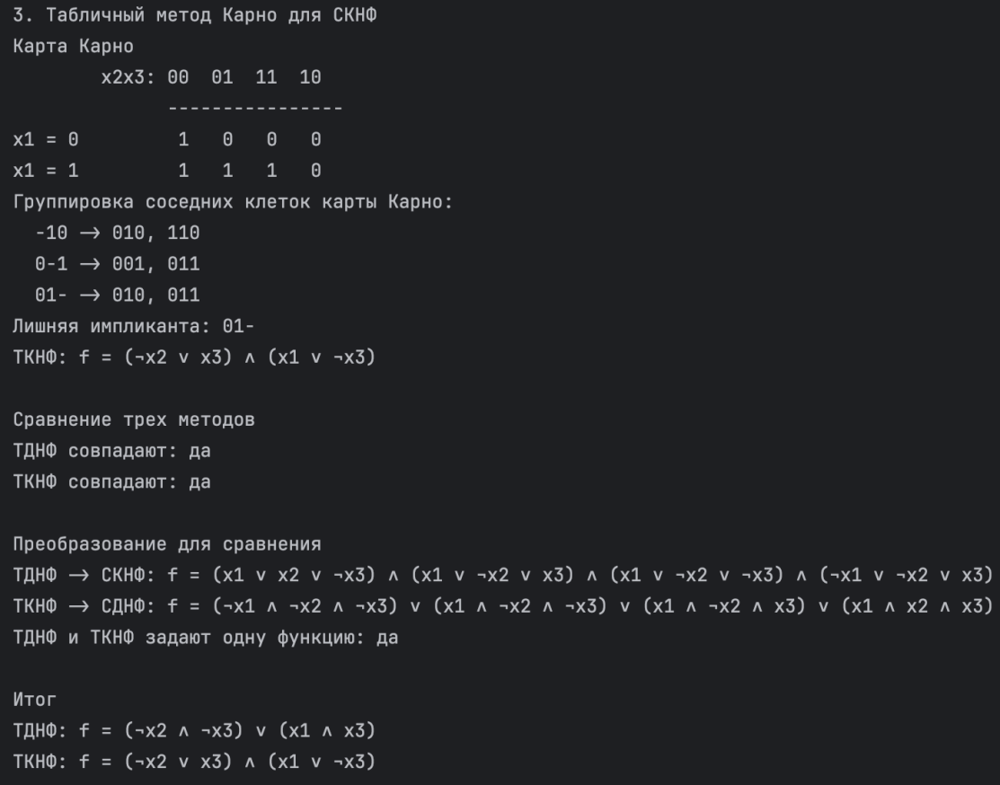 3. Табличный метод Карно для СКНФ
Карта Карно
x2x3: 00 01 11 10
----------------
x1 = 0 1 0 0 0
x1 = 1 1 1 1 0
Группировка соседних клеток карты Карно:
-10 → 010, 110
0-1 → 001, 011
01- → 010, 011
Лишняя импликанта: 01-
ТКНФ: f = (¬x2 ∨ x3) ∧ (x1 ∨ ¬x3)
Сравнение трех методов
ТДНФ совпадают: да
ТКНФ совпадают: да
Преобразование для сравнения
ТДНФ → СКНФ: f = (x1 ∨ x2 ∨ ¬x3) ∧ (x1 ∨ ¬x2 ∨ x3) ∧ (x1 ∨ ¬x2 ∨ ¬x3) ∧ (¬x1 ∨ ¬x2 ∨ x3)
ТКНФ → СДНФ: f = (¬x1 ∧ ¬x2 ∧ ¬x3) ∨ (x1 ∧ ¬x2 ∧ ¬x3) ∨ (x1 ∧ ¬x2 ∧ x3) ∨ (x1 ∧ x2 ∧ x3)
ТДНФ и ТКНФ задают одну функцию: да
Итог
ТДНФ: f = (¬x2 ∧ ¬x3) ∨ (x1 ∧ x3)
ТКНФ: f = (¬x2 ∨ x3) ∧ (x1 ∨ ¬x3)